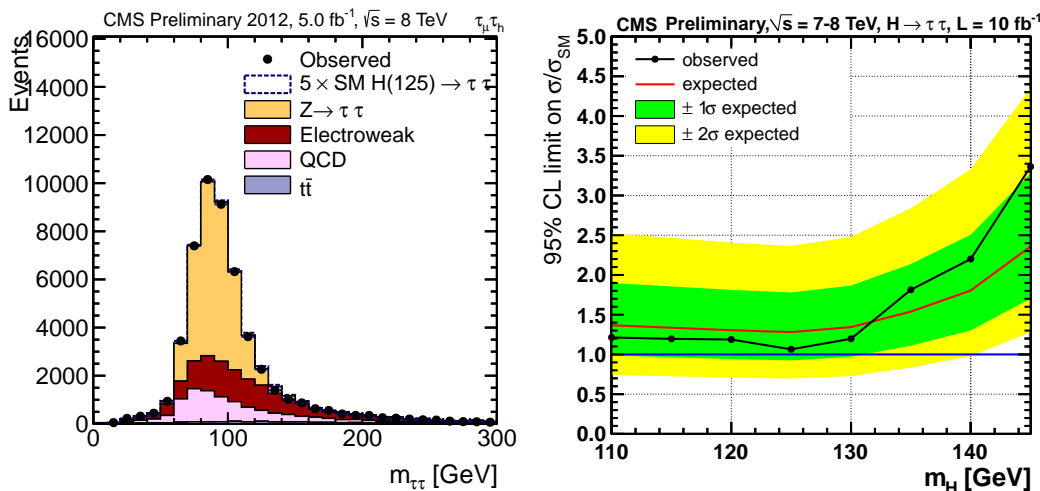 CMS Preliminary 2012, 5.0 fb⁻¹, √s = 8 TeV τμτh
Events
16000
14000
12000
10000
8000
6000
4000
2000
0
Observed
5 × SM H(125) → τ τ
Z → τ τ
Electroweak
QCD
tt̄
0 100 200 300
mττ [GeV]
CMS Preliminary,√s = 7-8 TeV, H → τ τ, L = 10 fb⁻¹
95% CL limit on σ/σSM
5.0
4.5
4.0
3.5
3.0
2.5
2.0
1.5
1.0
0.5
0.0
observed
expected
± 1σ expected
± 2σ expected
110 120 130 140
mH [GeV]